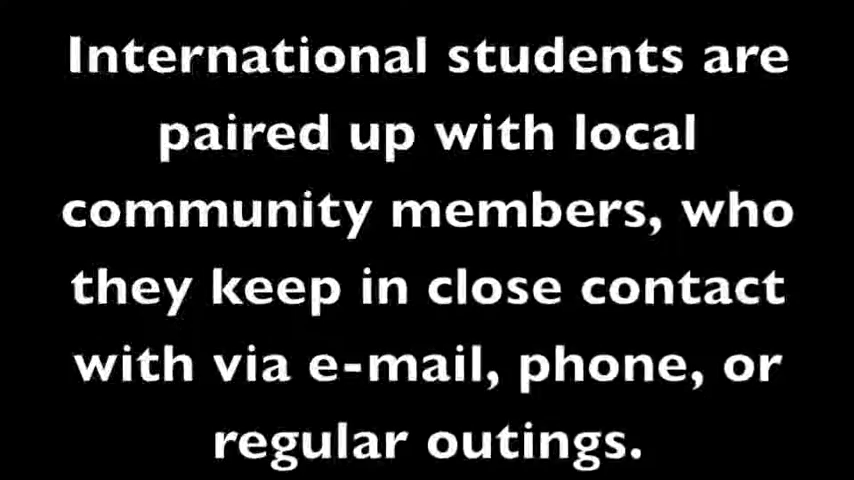 International students are
paired up with local
community members, who
they keep in close contact
with via e-mail, phone, or
regular outings.